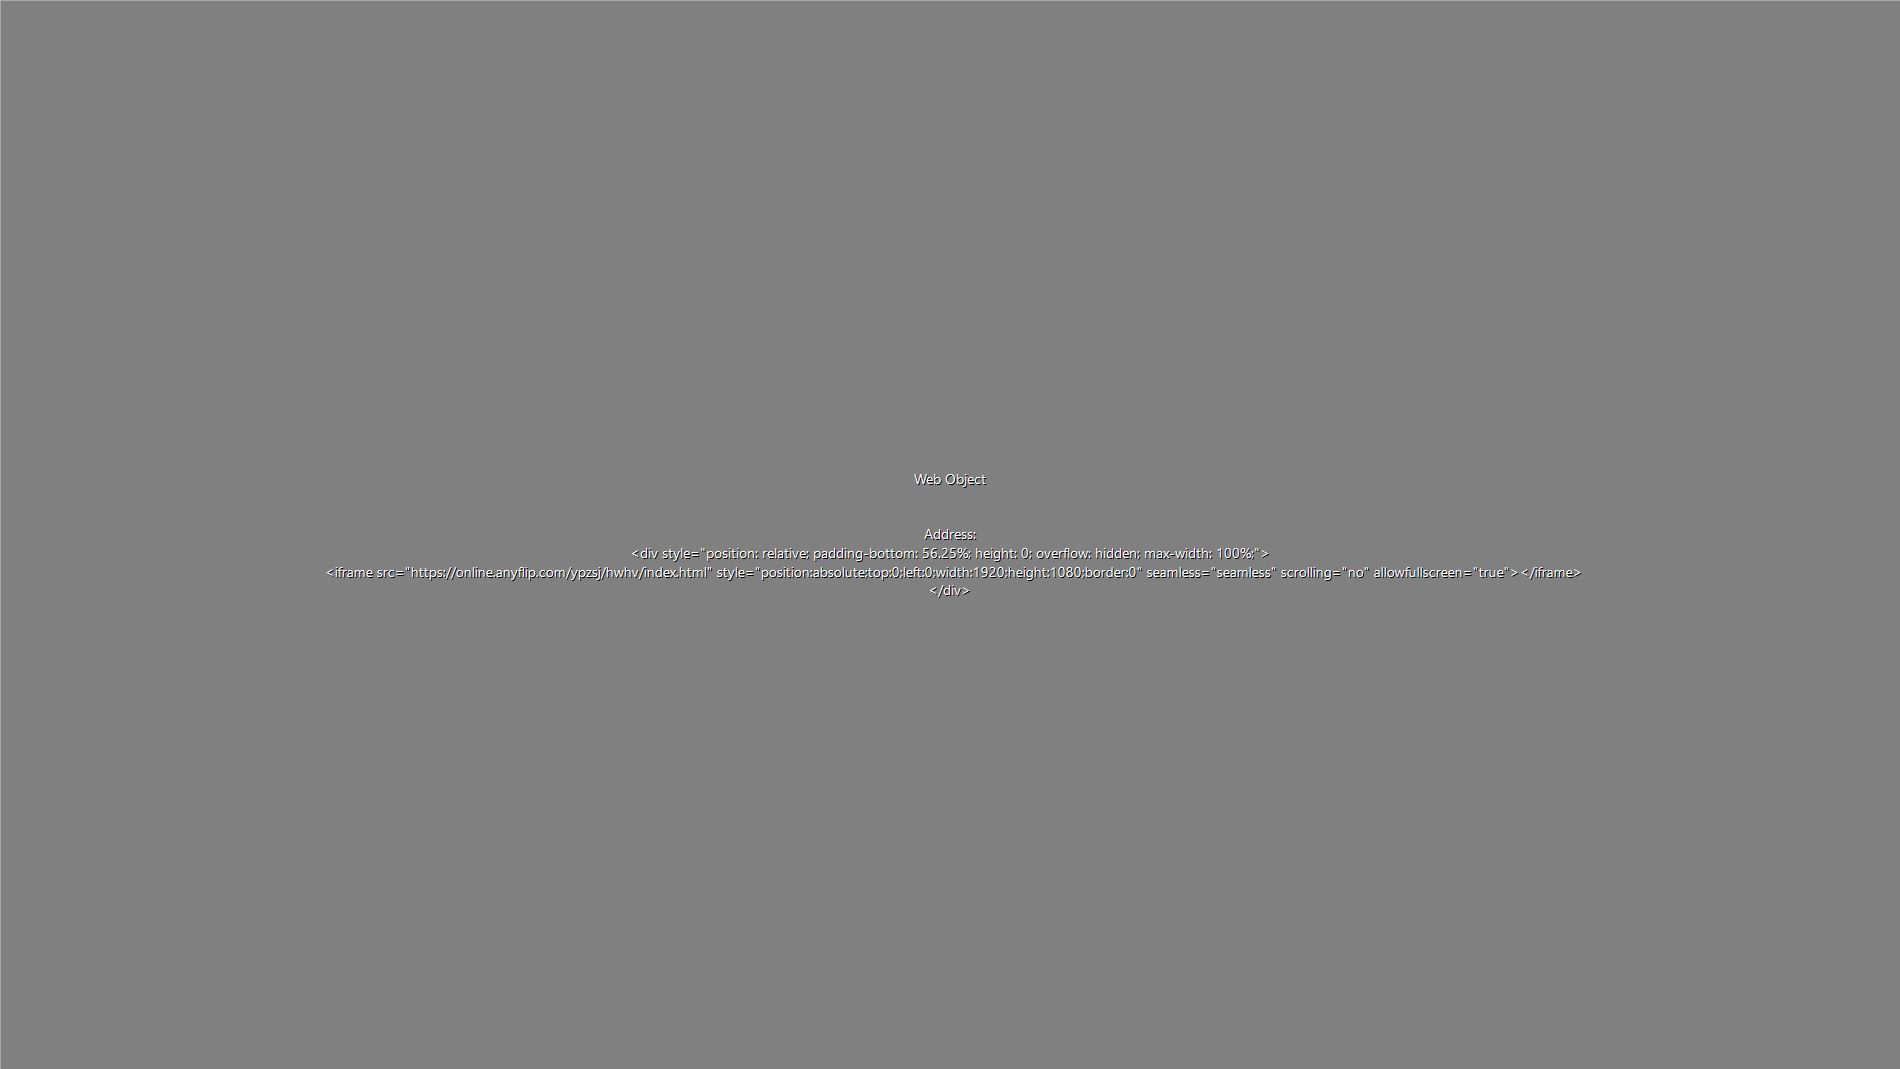 Web Object
Address:
<div style="position: relative; padding-bottom: 56.25%; height: 0; overflow: hidden; max-width: 100%;">
<iframe src="https://online.anyflip.com/ypzsj/hwhv/index.html" style="position:absolute;top:0;left:0;width:1920;height:1080;border:0" seamless="seamless" scrolling="no" allowfullscreen="true"></iframe>
</div>